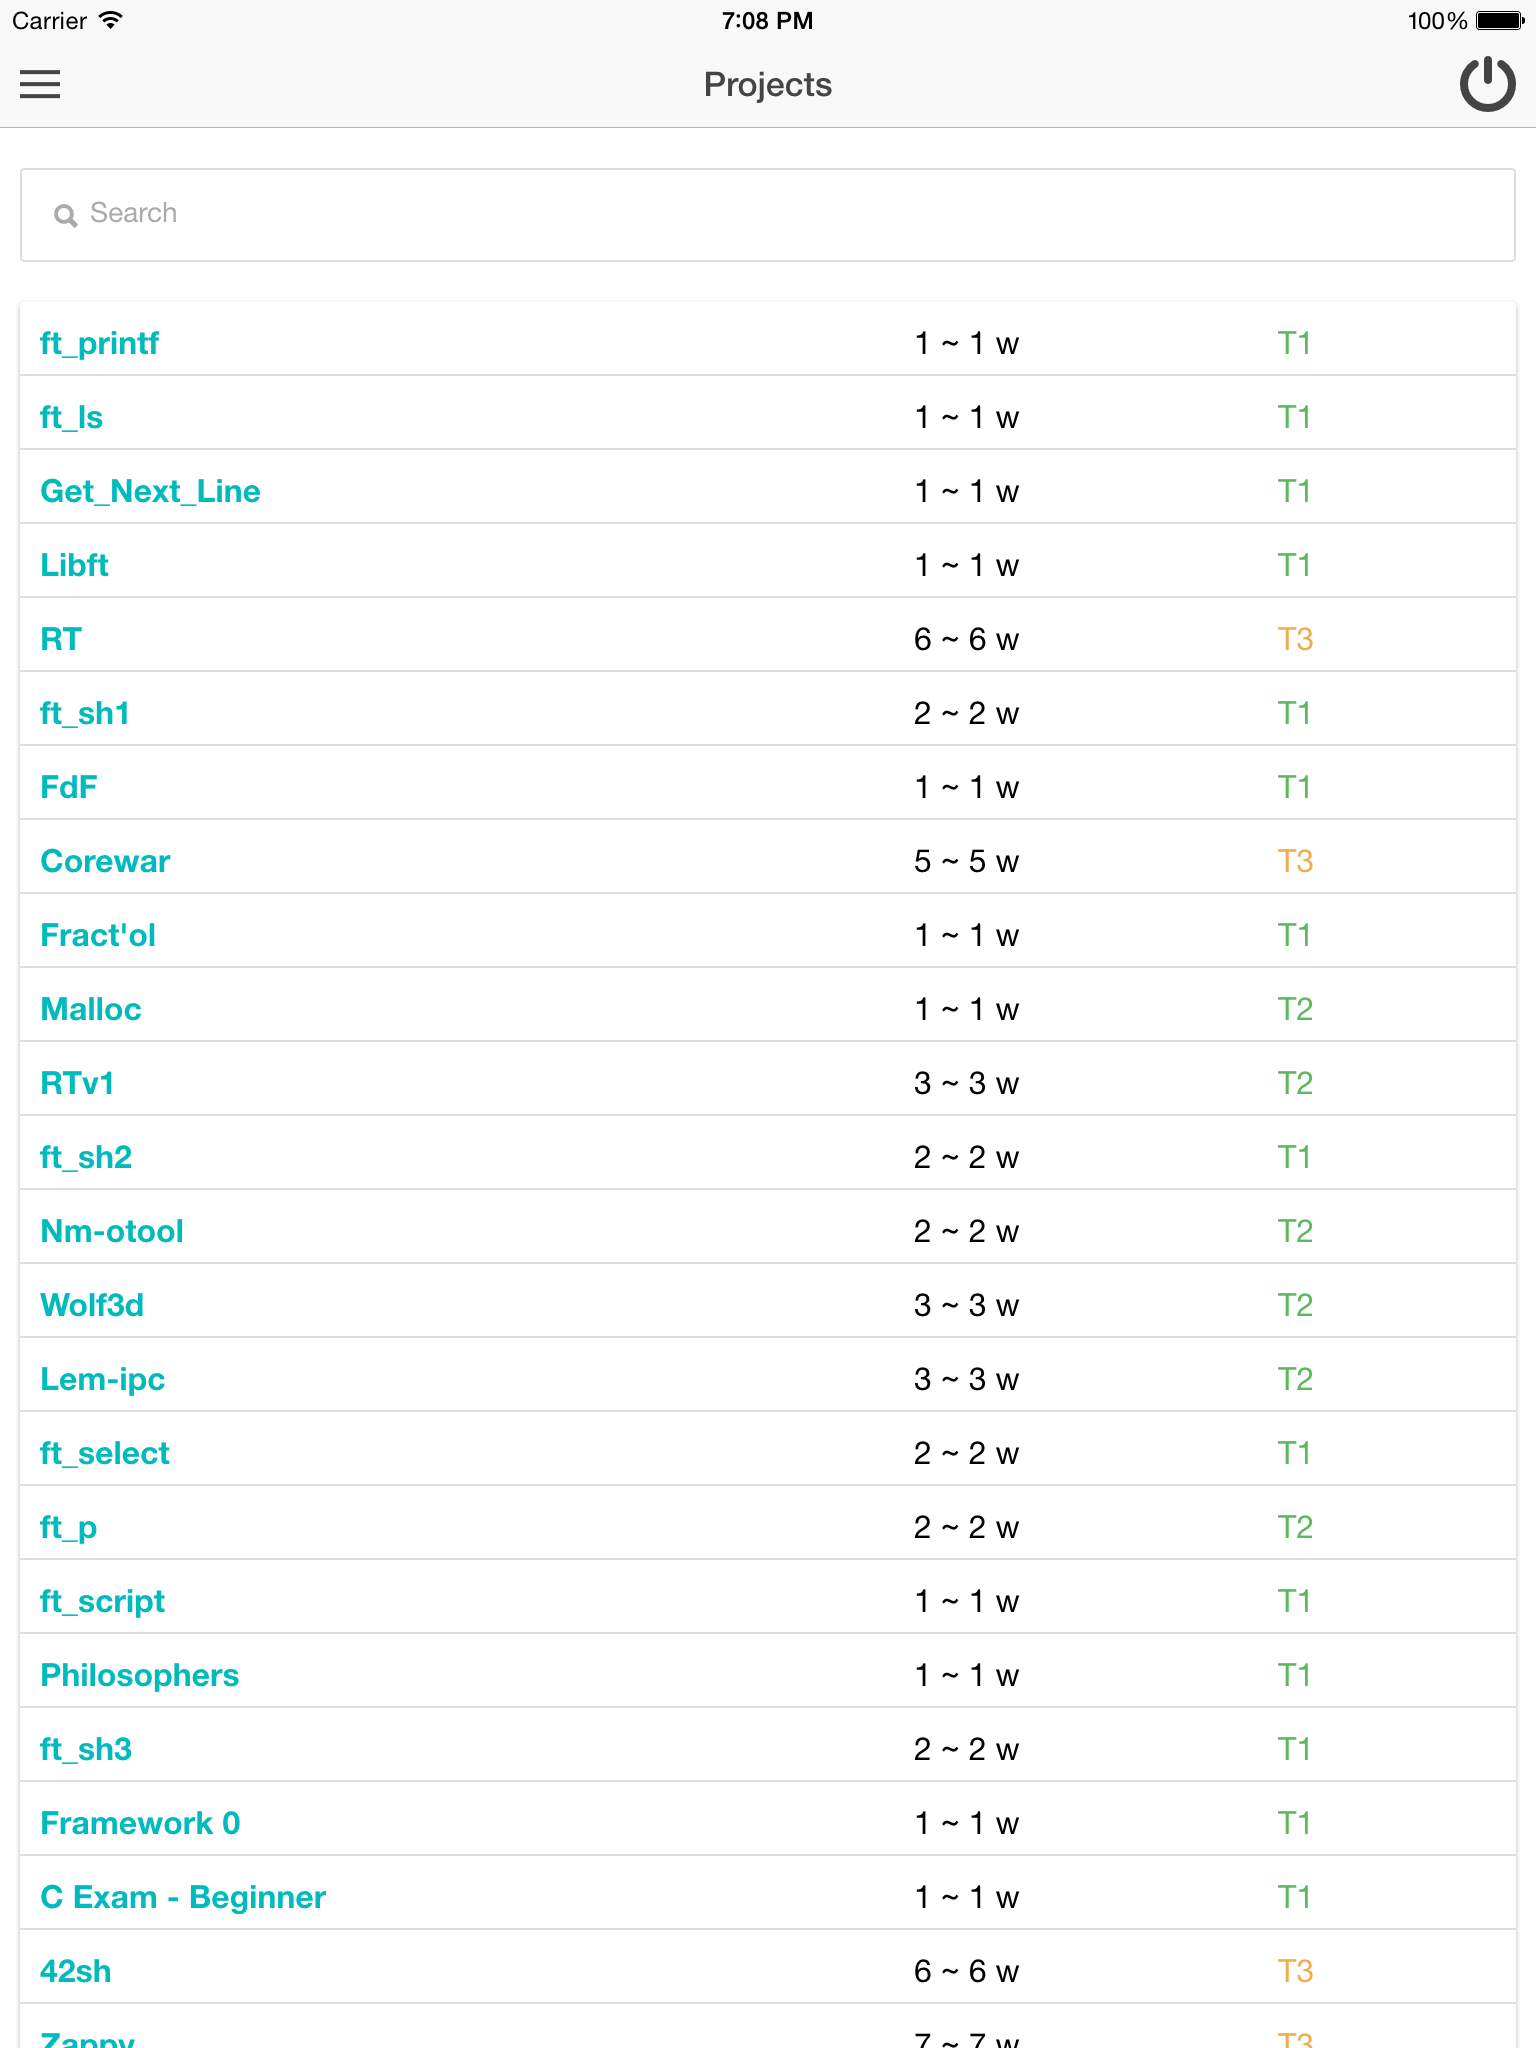 Carrier 7:08 PM 100%
Projects
Search
ft_printf 1 ~ 1 w T1
ft_ls 1 ~ 1 w T1
Get_Next_Line 1 ~ 1 w T1
Libft 1 ~ 1 w T1
RT 6 ~ 6 w T3
ft_sh1 2 ~ 2 w T1
FdF 1 ~ 1 w T1
Corewar 5 ~ 5 w T3
Fract'ol 1 ~ 1 w T1
Malloc 1 ~ 1 w T2
RTv1 3 ~ 3 w T2
ft_sh2 2 ~ 2 w T1
Nm-otool 2 ~ 2 w T2
Wolf3d 3 ~ 3 w T2
Lem-ipc 3 ~ 3 w T2
ft_select 2 ~ 2 w T1
ft_p 2 ~ 2 w T2
ft_script 1 ~ 1 w T1
Philosophers 1 ~ 1 w T1
ft_sh3 2 ~ 2 w T1
Framework 0 1 ~ 1 w T1
C Exam - Beginner 1 ~ 1 w T1
42sh 6 ~ 6 w T3
Zappy 7 ~ 7 w T3